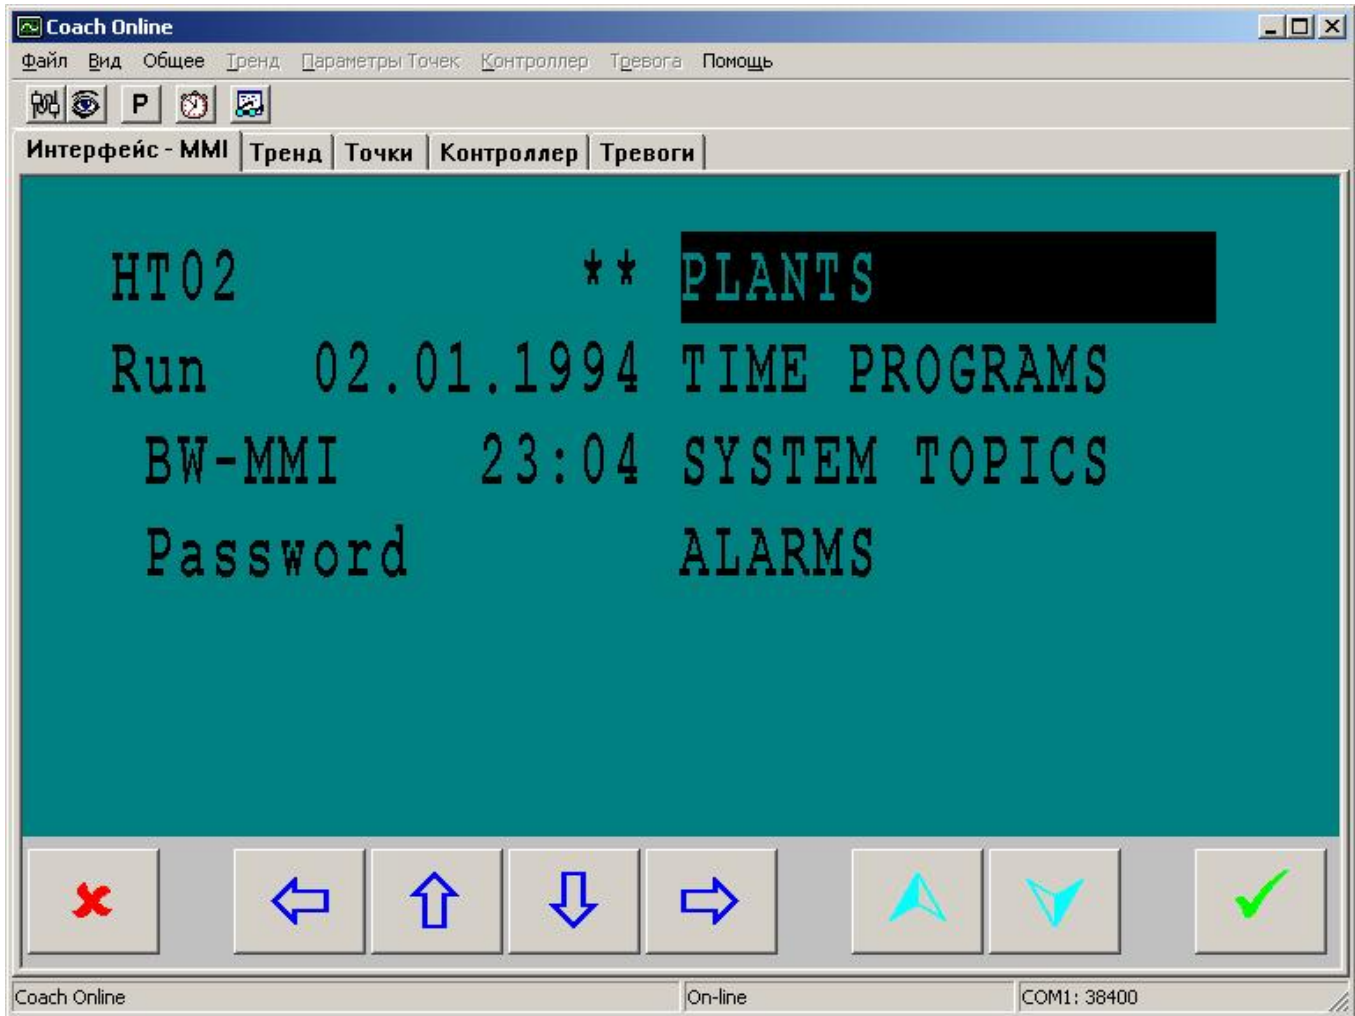 Coach Online
Файл Вид Общее Тренд Параметры Точек Контроллер Тревога Помощь
P
Интерфейс - MMI Тренд Точки Контроллер Тревоги
HT02 ** PLANTS
Run 02.01.1994 TIME PROGRAMS
BW-MMI 23:04 SYSTEM TOPICS
Password ALARMS
Coach Online On-line COM1: 38400